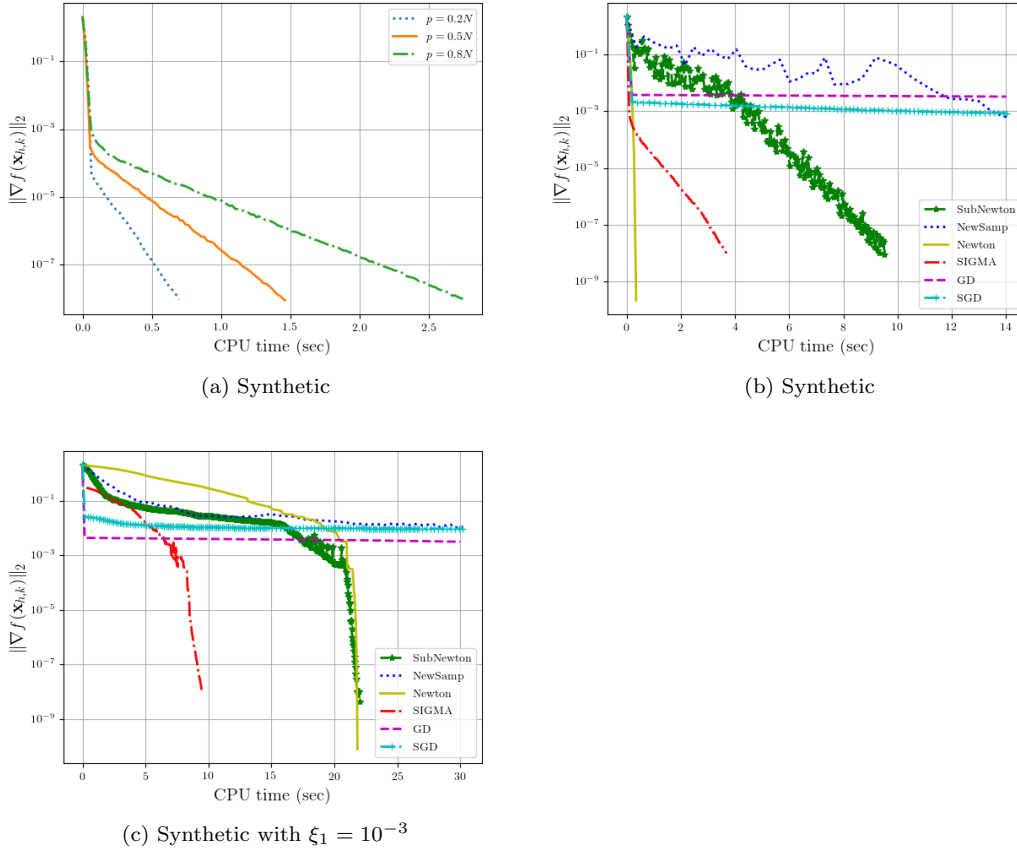 p = 0.2N
p = 0.5N
p = 0.8N
10⁻¹
10⁻³
10⁻⁵
10⁻⁷
‖∇f(x_{h,k})‖₂
0.0 0.5 1.0 1.5 2.0 2.5
CPU time (sec)
(a) Synthetic
10⁻¹
10⁻³
10⁻⁵
10⁻⁷
10⁻⁹
‖∇f(x_{h,k})‖₂
SubNewton
NewSamp
Newton
SIGMA
GD
SGD
0 2 4 6 8 10 12 14
CPU time (sec)
(b) Synthetic
10⁻¹
10⁻³
10⁻⁵
10⁻⁷
10⁻⁹
‖∇f(x_{h,k})‖₂
SubNewton
NewSamp
Newton
SIGMA
GD
SGD
0 5 10 15 20 25 30
CPU time (sec)
(c) Synthetic with ξ₁ = 10⁻³